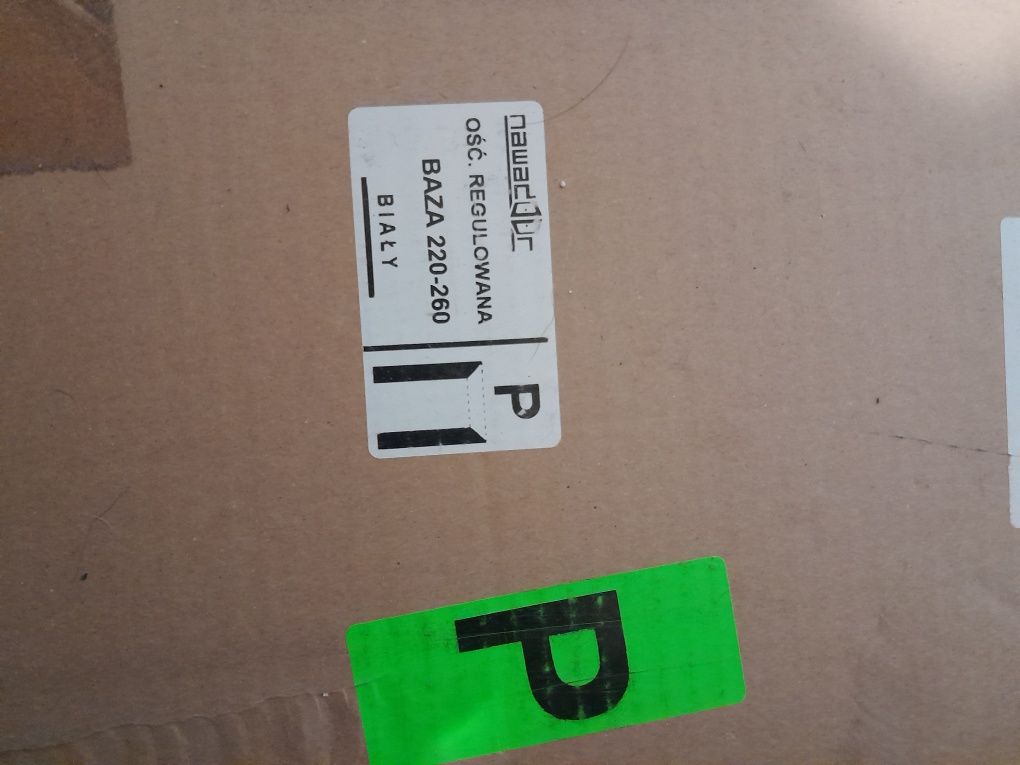 nawadoor
OŚĆ. REGULOWANA
BAZA 220-260
BIAŁY
P
P